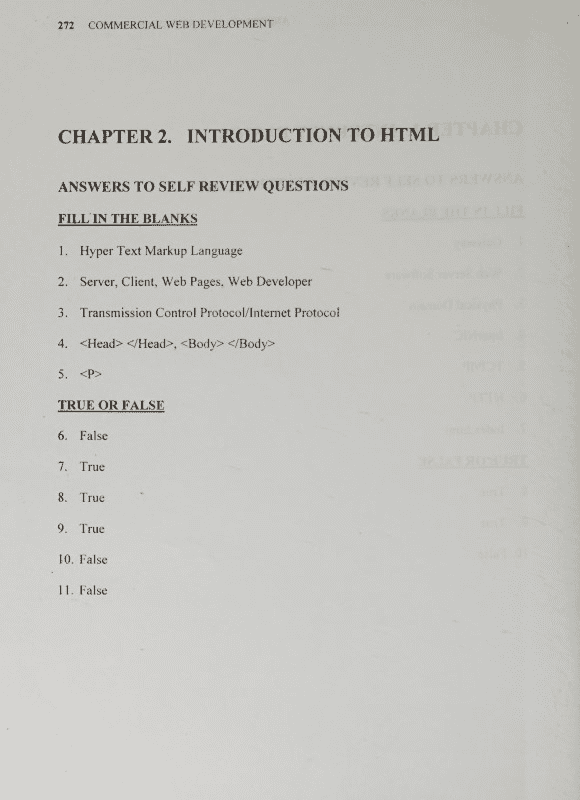 272 COMMERCIAL WEB DEVELOPMENT
CHAPTER 2. INTRODUCTION TO HTML
ANSWERS TO SELF REVIEW QUESTIONS
FILL IN THE BLANKS
1. Hyper Text Markup Language
2. Server, Client, Web Pages, Web Developer
3. Transmission Control Protocol/Internet Protocol
4. <Head> </Head>, <Body> </Body>
5. <P>
TRUE OR FALSE
6. False
7. True
8. True
9. True
10. False
11. False